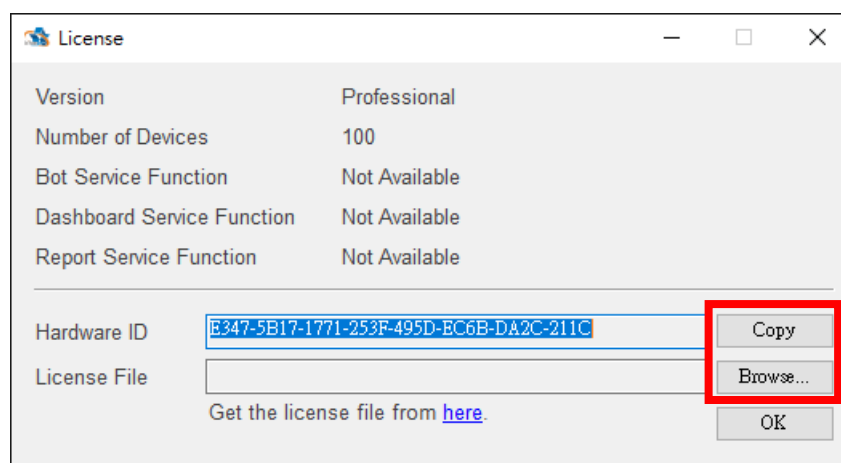 License
Version Professional
Number of Devices 100
Bot Service Function Not Available
Dashboard Service Function Not Available
Report Service Function Not Available
Hardware ID E347-5B17-1771-253F-495D-EC6B-DA2C-211C Copy
License File Browse...
Get the license file from here. OK